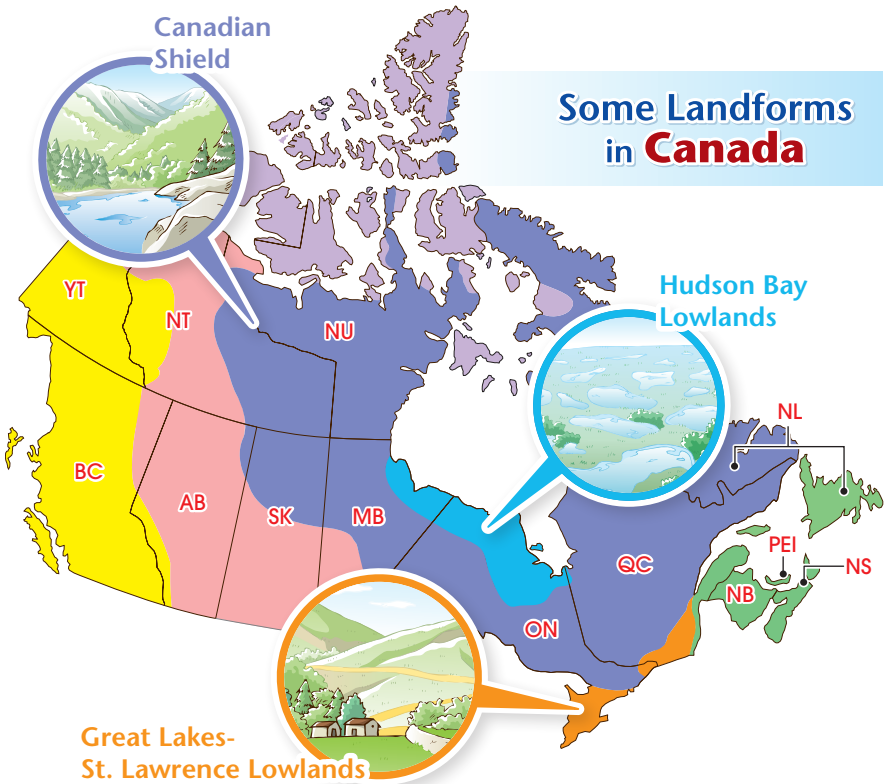 Canadian
Shield
Some Landforms
in Canada
Hudson Bay
Lowlands
YT
NT
NU
NL
BC
AB
SK
MB
QC
PEI
NS
NB
ON
Great Lakes-
St. Lawrence Lowlands